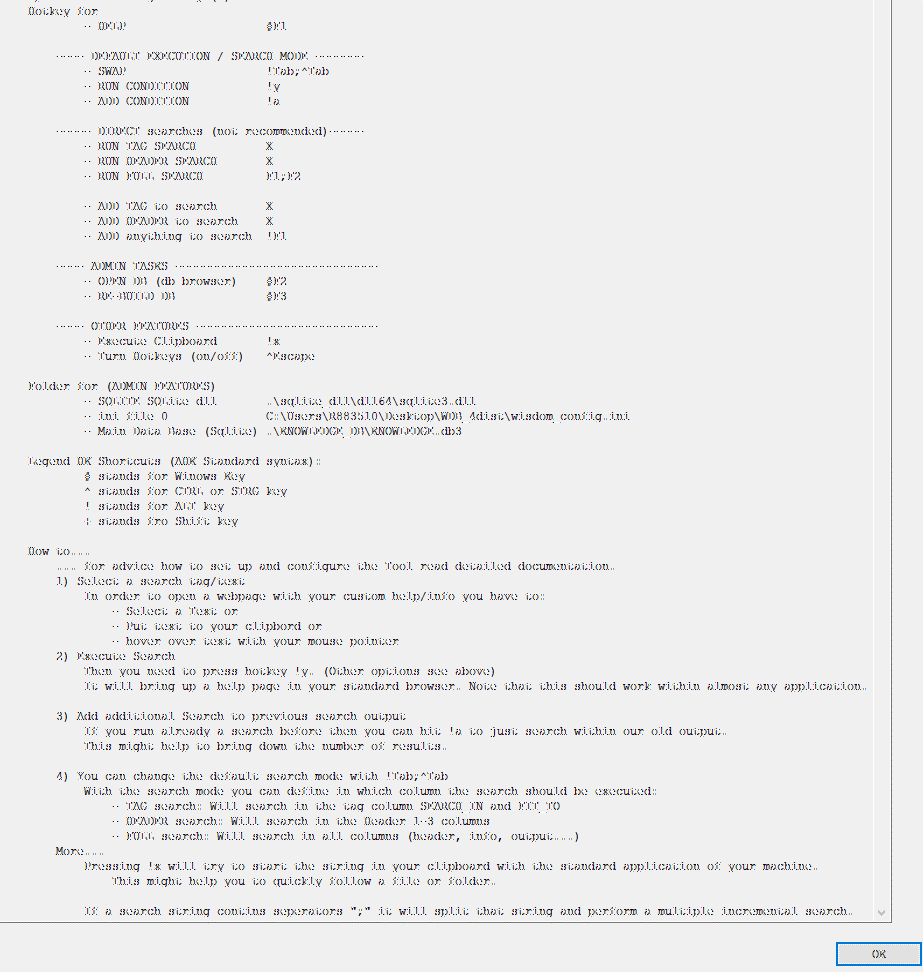 Hotkey for
-- HELP #F1
------- DEFAULT EXECUTION / SEARCH MODE ------------
-- SWAP !Tab;^Tab
-- RUN CONDITION !y
-- ADD CONDITION !a
--------- DIRECT searches (not recommended)---------
-- RUN TAG SEARCH X
-- RUN HEADER SEARCH X
-- RUN FULL SEARCH F1;F2
-- ADD TAG to search X
-- ADD HEADER to search X
-- ADD anything to search !F1
------- ADMIN TASKS ----------------------------
-- OPEN DB (db browser) #F2
-- RE-BUILD DB #F3
------- OTHER FEATURES -------------------------
-- Execute Clipboard !x
-- Turn Hotkeys (on/off) ^Escape
Folder for (ADMIN FEATURES)
-- SQLITE SQLite dll .\sqlite_dll\dll64\sqlite3.dll
-- ini file 0 C:\Users\R883510\Desktop\WDB_4dist\wisdom_config.ini
-- Main Data Base (Sqlite) .\KNOWLEDGE_DB\KNOWLEDGE.db3
Legend HK Shortcuts (AHK Standard syntax):
# stands for Winows Key
^ stands for CTRL or STRG key
! stands for ALT key
+ stands fro Shift key
How to...
... for advice how to set up and configure the Tool read detailed documentation.
1) Select a search tag/text
In order to open a webpage with your custom help/info you have to:
-- Select a Text or
-- Put text to your clipbord or
-- hover over text with your mouse pointer
2) Execute Search
Then you need to press hotkey !y. (Other options see above)
It will bring up a help page in your standard browser. Note that this should work within almost any application.
3) Add additional Search to previous search output
If you run already a search before then you can hit !a to just search within our old output.
This might help to bring down the number of results.
4) You can change the default search mode with !Tab;^Tab
With the search mode you can define in which column the search should be executed:
-- TAG search: Will search in the tag column SEARCH_IN and FIT_TO
-- HEADER search: Will search in the Header 1-3 columns
-- FULL search: Will search in all columns (header, info, output...)
More...
Pressing !x will try to start the string in your clipboard with the standard application of your machine.
This might help you to quickly follow a file or folder.
If a search string contins seperators ";" it will split that string and perform a multiple incremental search.
OK